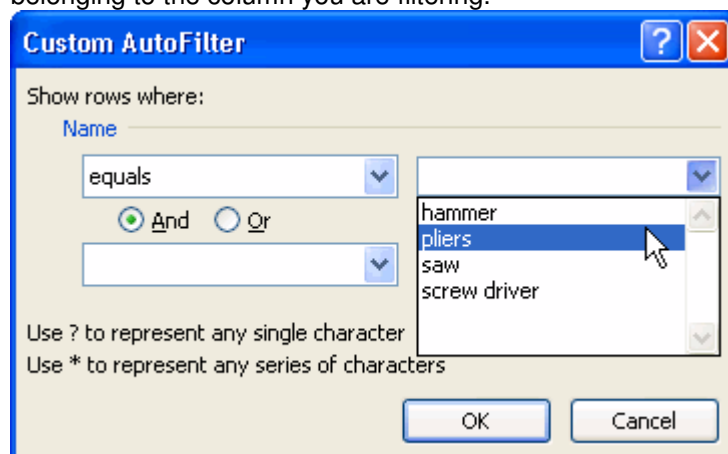 belonging to the column you are filtering.
Custom AutoFilter
Show rows where:
Name
equals
And Or
hammer
pliers
saw
screw driver
Use ? to represent any single character
Use * to represent any series of characters
OK Cancel